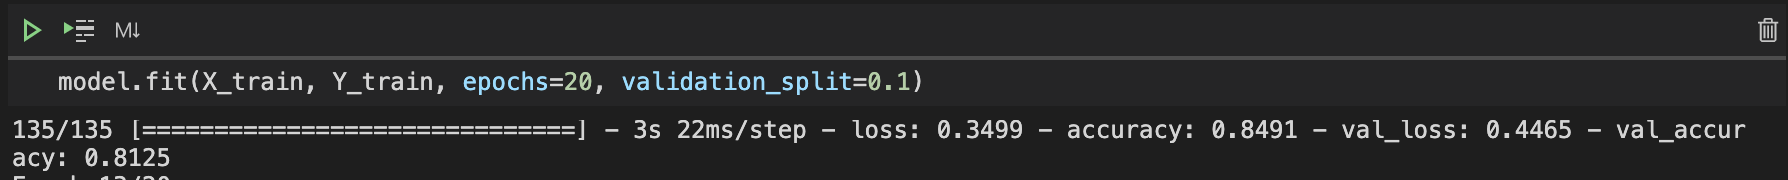 M↓
model.fit(X_train, Y_train, epochs=20, validation_split=0.1)
135/135 [==============================] - 3s 22ms/step - loss: 0.3499 - accuracy: 0.8491 - val_loss: 0.4465 - val_accur
acy: 0.8125